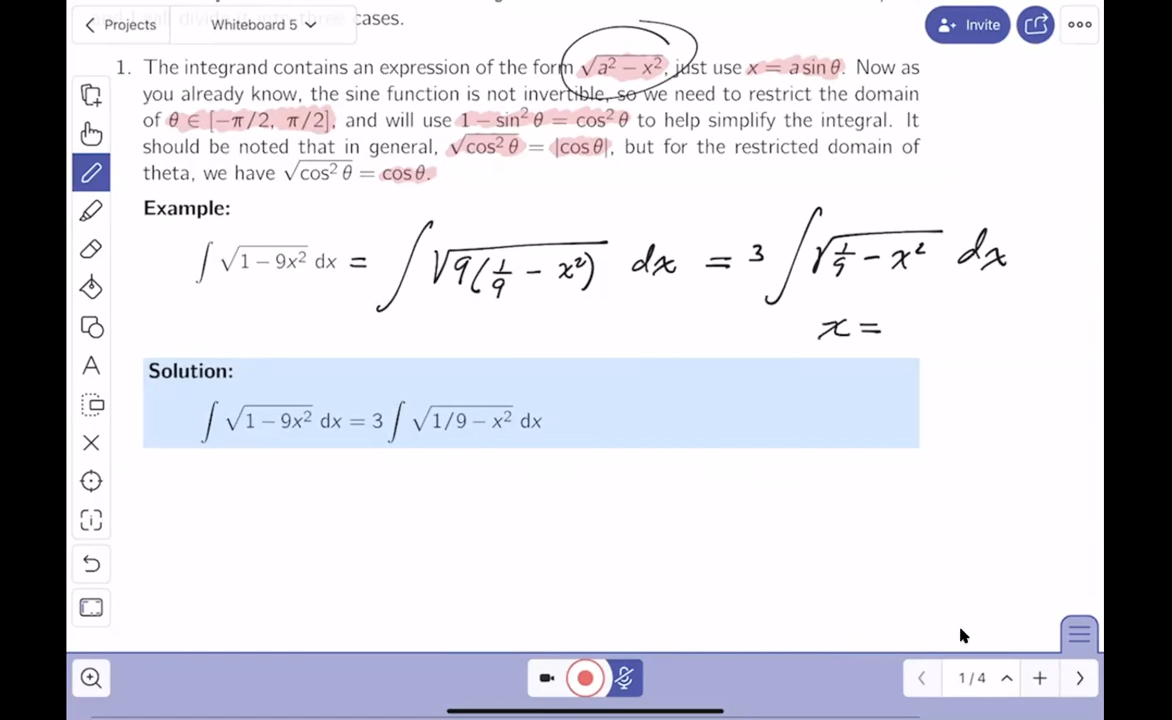 cases.
Projects
Whiteboard 5
Invite
1. The integrand contains an expression of the form √(a² − x²), just use x = a sin θ. Now as
you already know, the sine function is not invertible, so we need to restrict the domain
of θ ∈ [−π/2, π/2], and will use 1 − sin² θ = cos² θ to help simplify the integral. It
should be noted that in general, √(cos² θ) = |cos θ|, but for the restricted domain of
theta, we have √(cos² θ) = cos θ.
Example:
∫ √(1 − 9x²) dx = ∫ √(9(1/9 − x²)) dx = 3 ∫ √(1/9 − x²) dx
x =
Solution:
∫ √(1 − 9x²) dx = 3 ∫ √(1/9 − x²) dx
A
1/4